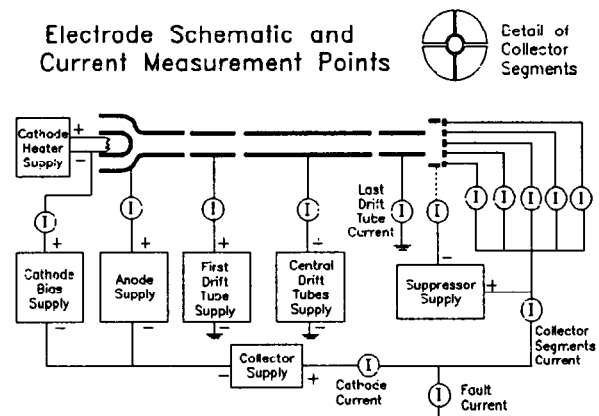 Electrode Schematic and
Current Measurement Points
Detail of
Collector
Segments
Cathode
Heater
Supply
+
−
I
I
I
I
I
I
I
I
I
I
Last
Drift
Tube
Current
+
+
+
+
−
−
Cathode
Bias
Supply
Anode
Supply
First
Drift
Tube
Supply
Central
Drift
Tubes
Supply
Suppressor
Supply
+
−
−
−
−
I
Collector
Segments
Current
Collector
Supply
−
+
I
Cathode
Current
I
Fault
Current